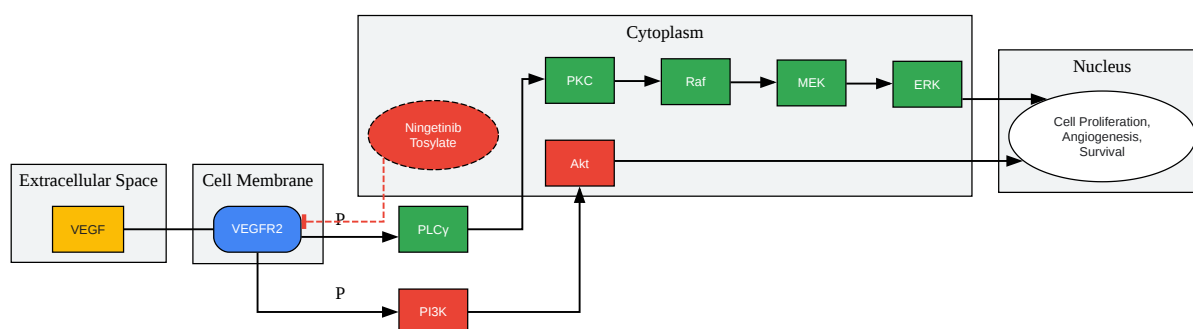 Cytoplasm
Nucleus
PKC
Raf
MEK
ERK
Ningetinib
Tosylate
Cell Proliferation,
Angiogenesis,
Survival
Akt
Extracellular Space
Cell Membrane
VEGF
VEGFR2
P
PLCγ
P
PI3K